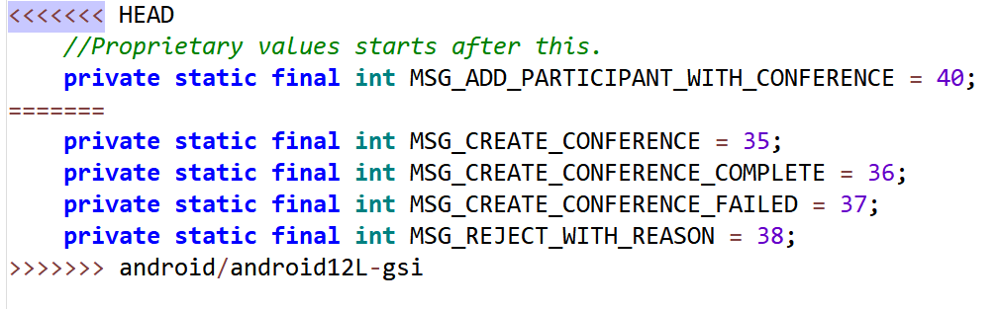 <<<<<<< HEAD
    //Proprietary values starts after this.
    private static final int MSG_ADD_PARTICIPANT_WITH_CONFERENCE = 40;
=======
    private static final int MSG_CREATE_CONFERENCE = 35;
    private static final int MSG_CREATE_CONFERENCE_COMPLETE = 36;
    private static final int MSG_CREATE_CONFERENCE_FAILED = 37;
    private static final int MSG_REJECT_WITH_REASON = 38;
>>>>>>> android/android12L-gsi